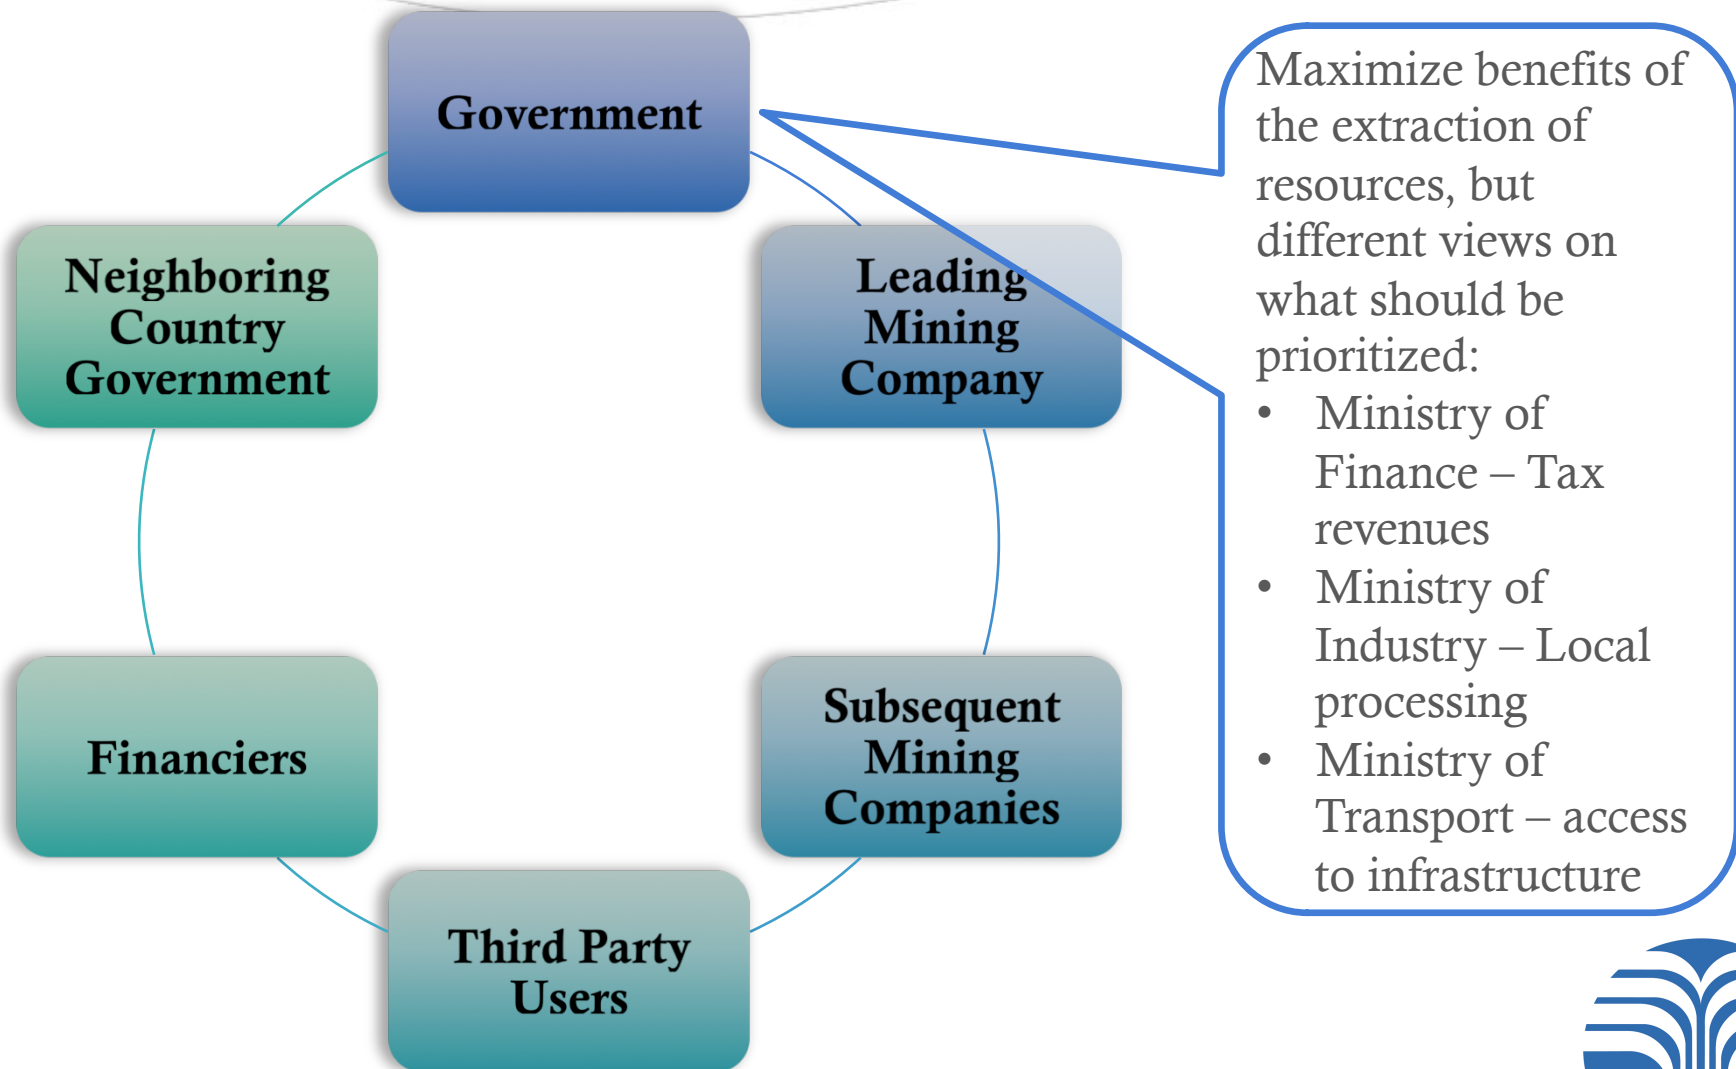 Government
Neighboring
Country
Government
Leading
Mining
Company
Financiers
Subsequent
Mining
Companies
Third Party
Users
Maximize benefits of
the extraction of
resources, but
different views on
what should be
prioritized:
• Ministry of
Finance – Tax
revenues
• Ministry of
Industry – Local
processing
• Ministry of
Transport – access
to infrastructure